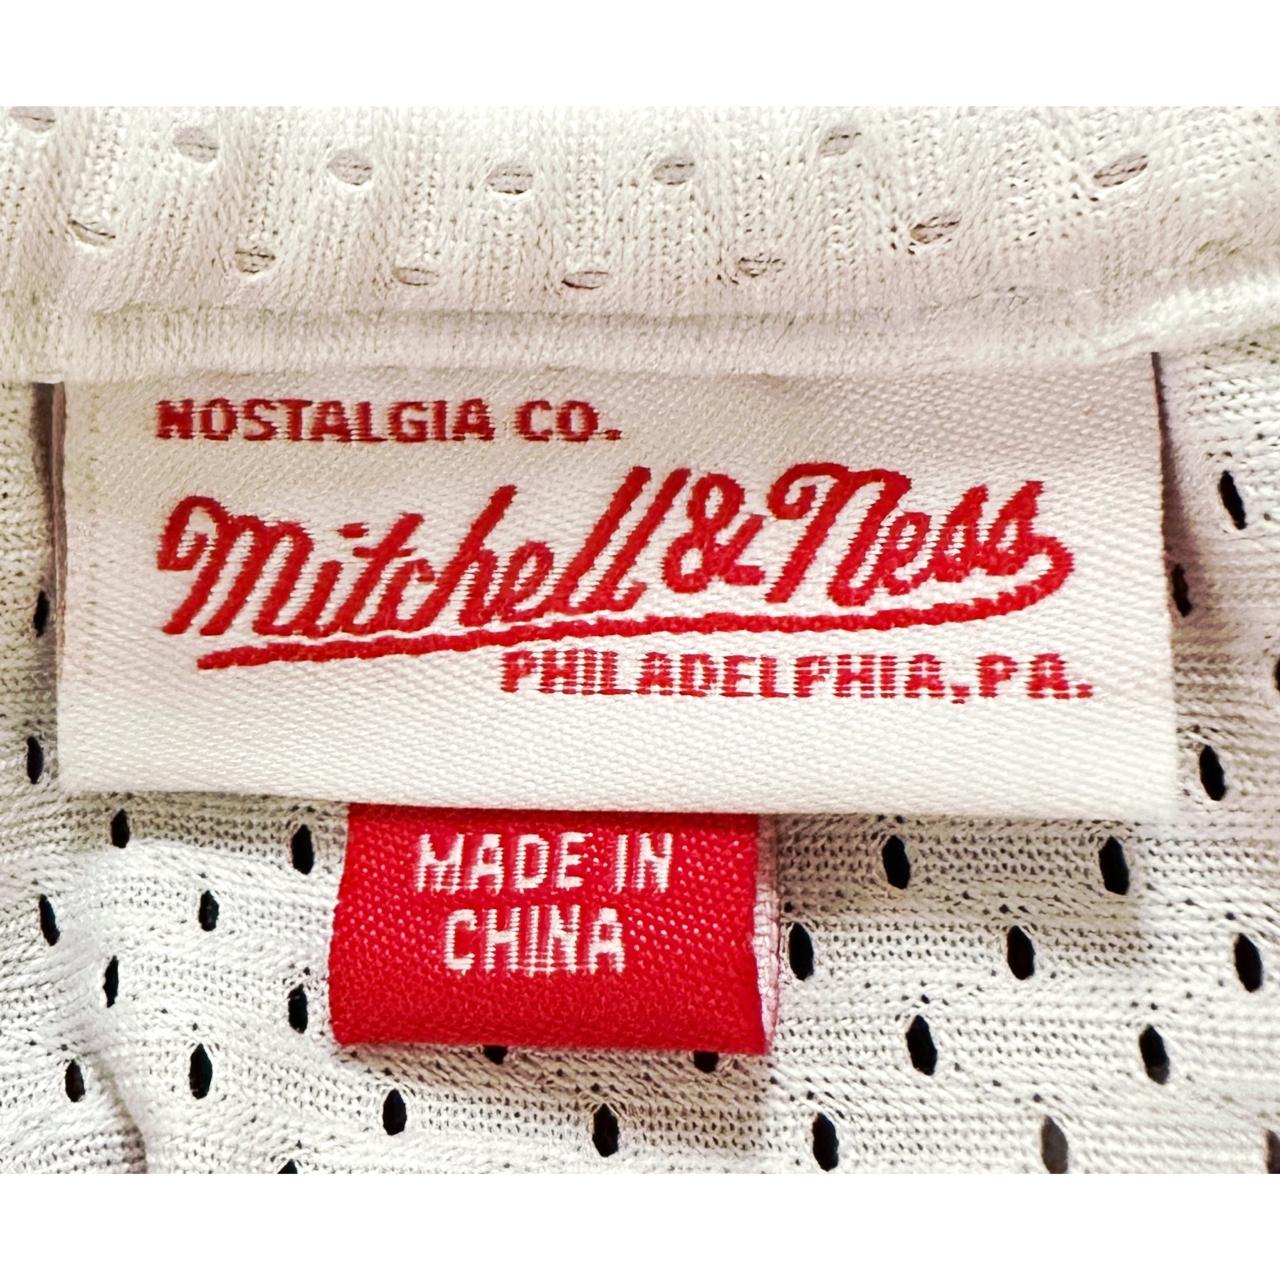 NOSTALGIA CO.
Mitchell & Ness
PHILADELPHIA, PA.
MADE IN
CHINA